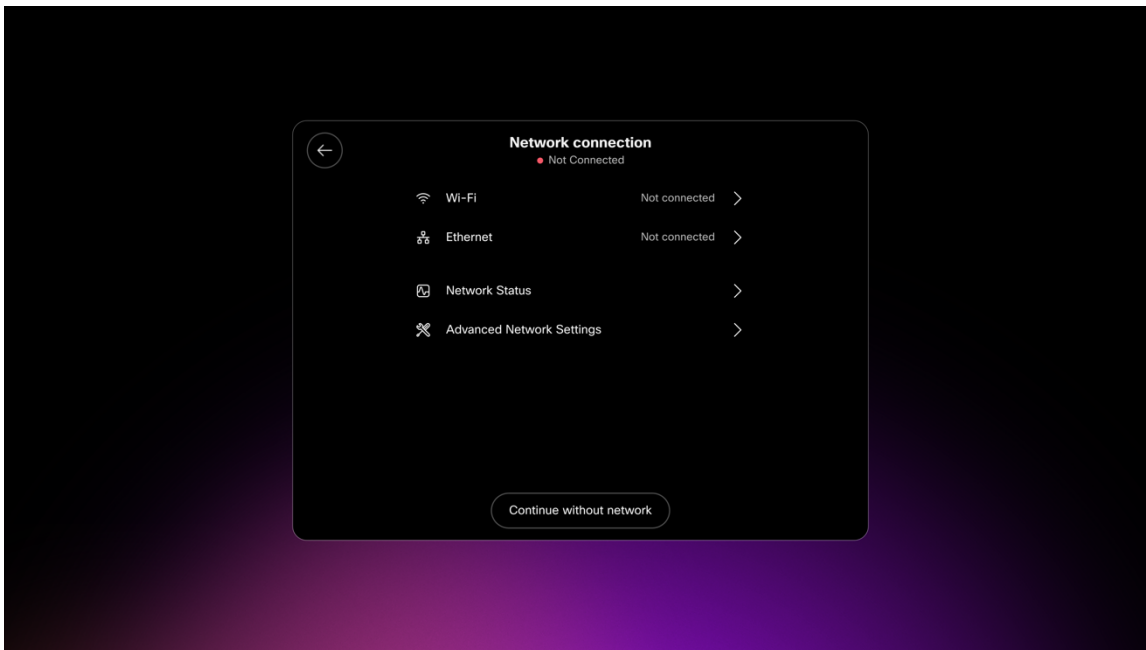 Network connection
Not Connected
Wi-Fi Not connected
Ethernet Not connected
Network Status
Advanced Network Settings
Continue without network